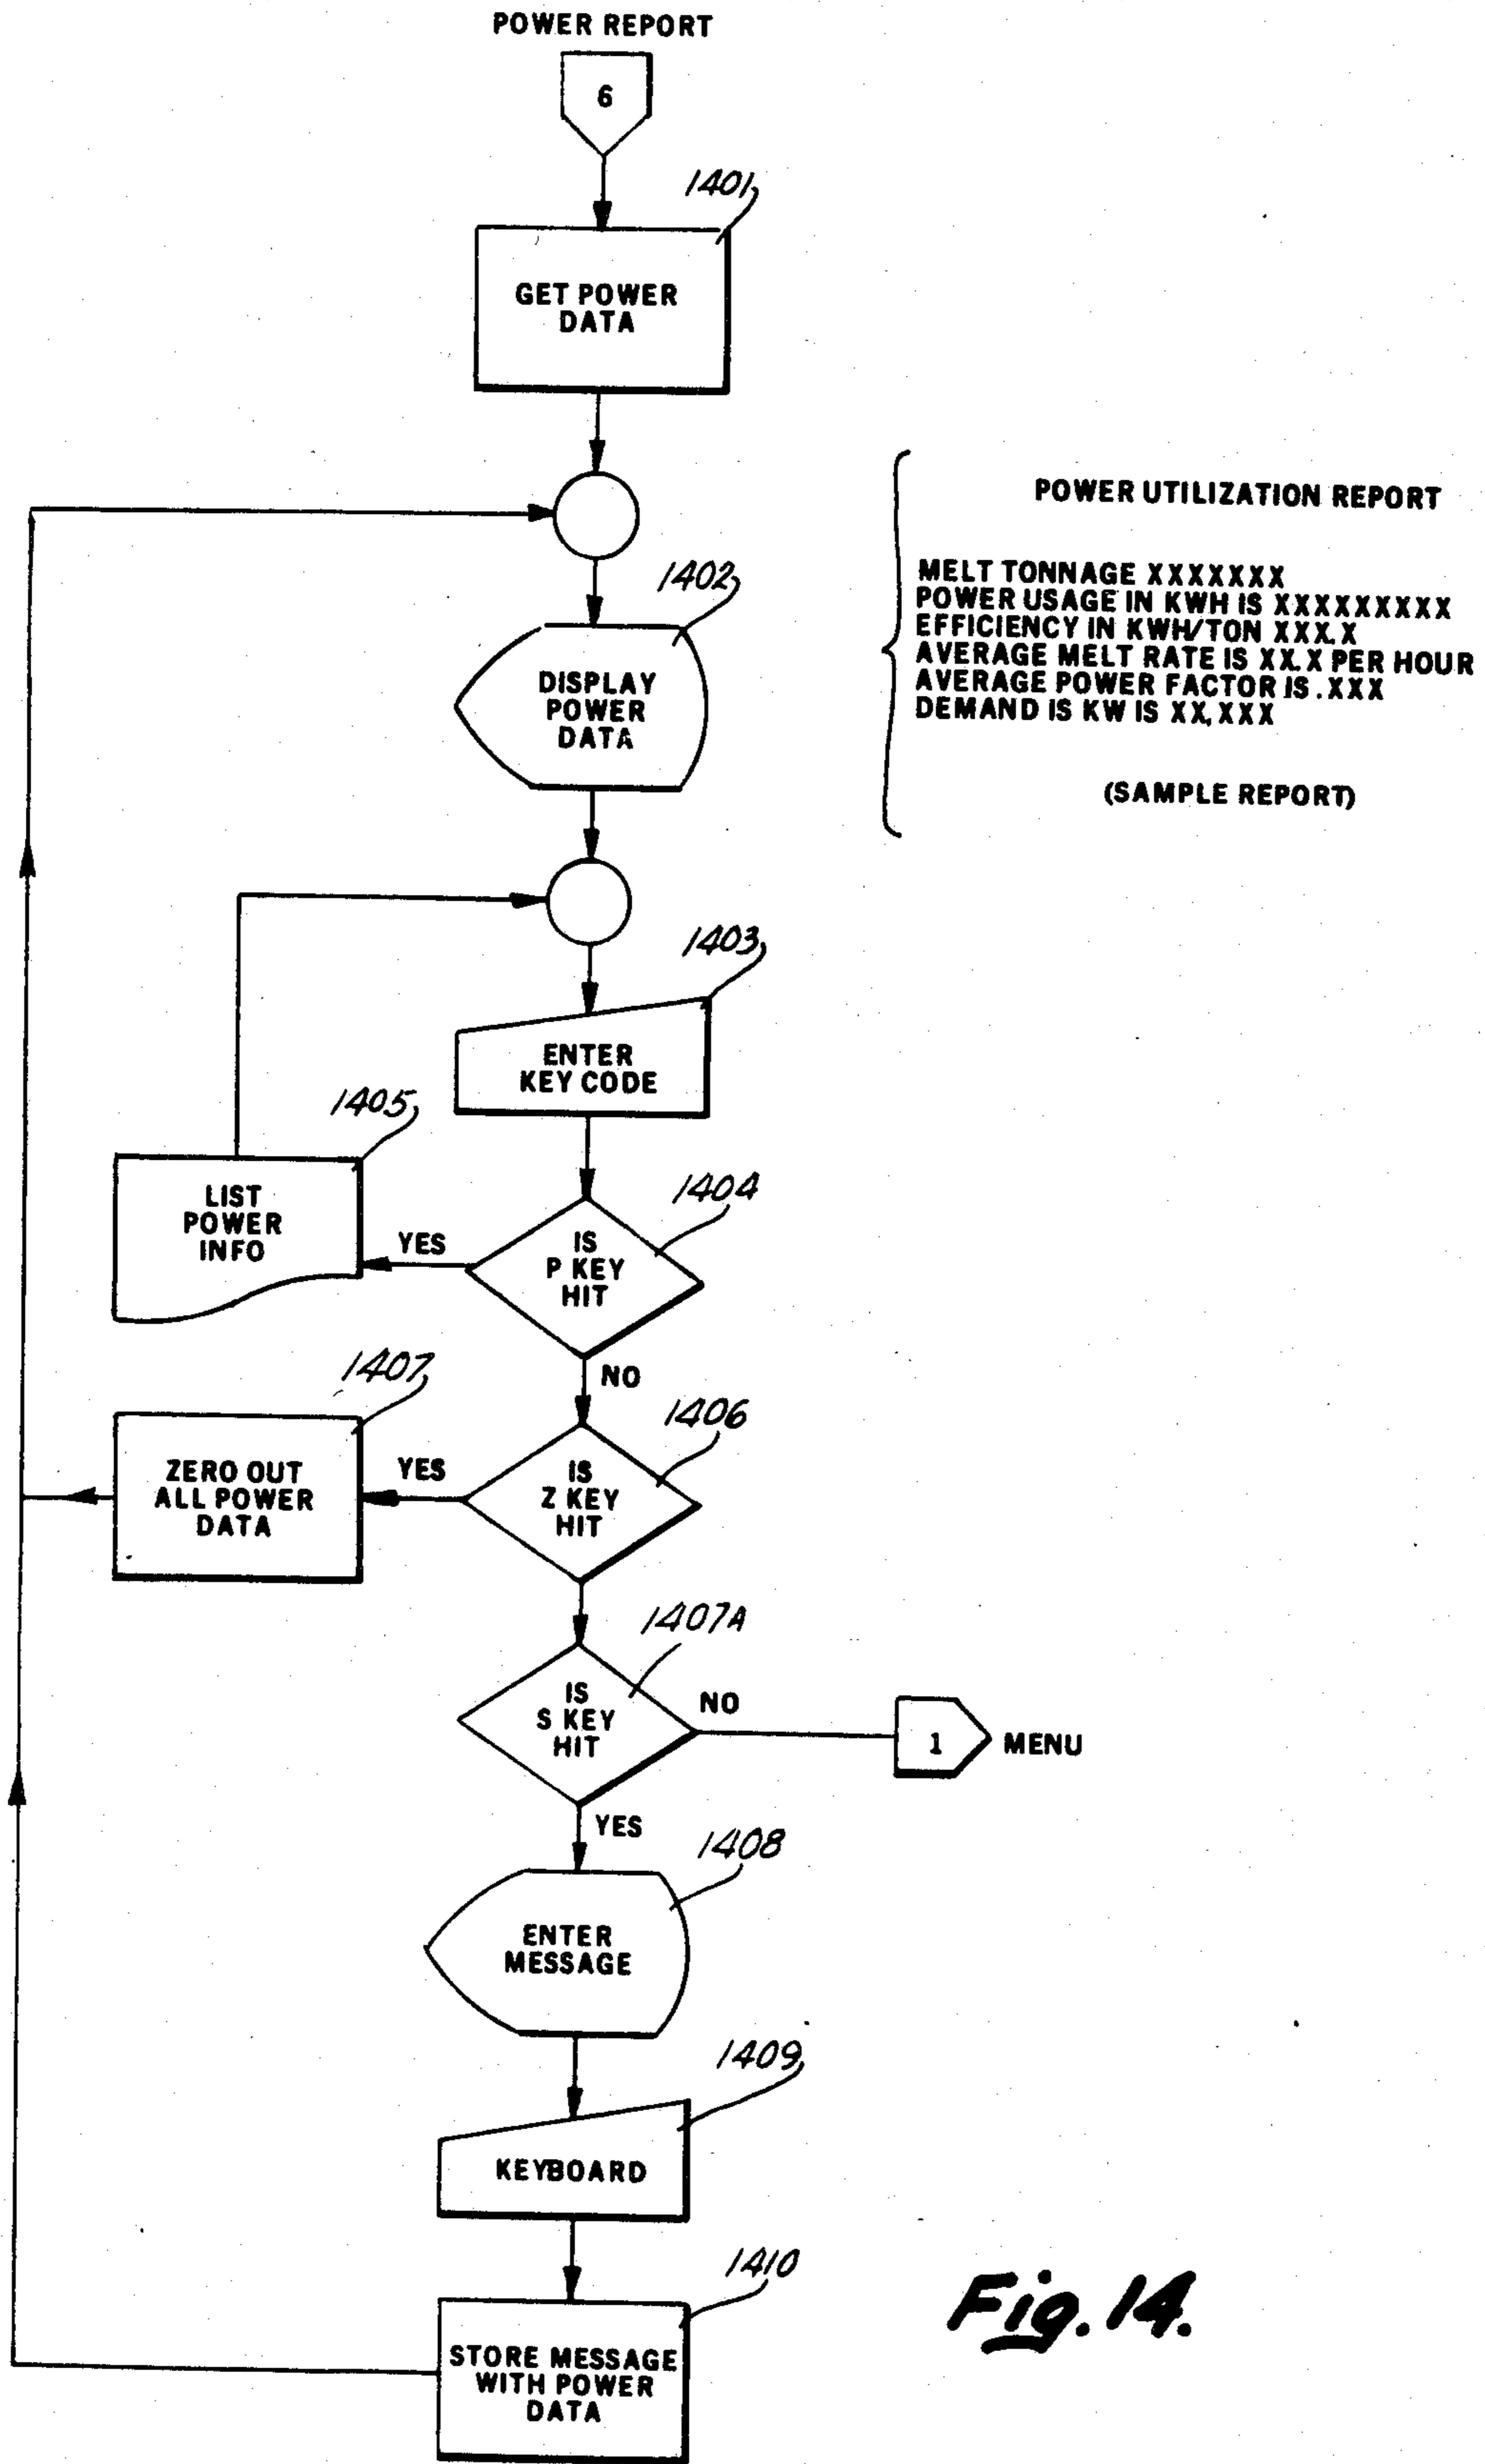 POWER REPORT
6
1401
GET POWER
DATA
POWER UTILIZATION REPORT
MELT TONNAGE XXXXXXX
POWER USAGE IN KWH IS XXXXXXXXX
EFFICIENCY IN KWH/TON XXX.X
AVERAGE MELT RATE IS XX.X PER HOUR
AVERAGE POWER FACTOR IS .XXX
DEMAND IS KW IS XX,XXX
(SAMPLE REPORT)
1402
DISPLAY
POWER
DATA
1403
ENTER
KEY CODE
1405
LIST
POWER
INFO
YES
1404
IS
P KEY
HIT
NO
1407
ZERO OUT
ALL POWER
DATA
YES
1406
IS
Z KEY
HIT
1407A
IS
S KEY
HIT
NO
1
MENU
YES
1408
ENTER
MESSAGE
1409
KEYBOARD
1410
STORE MESSAGE
WITH POWER
DATA
Fig. 14.